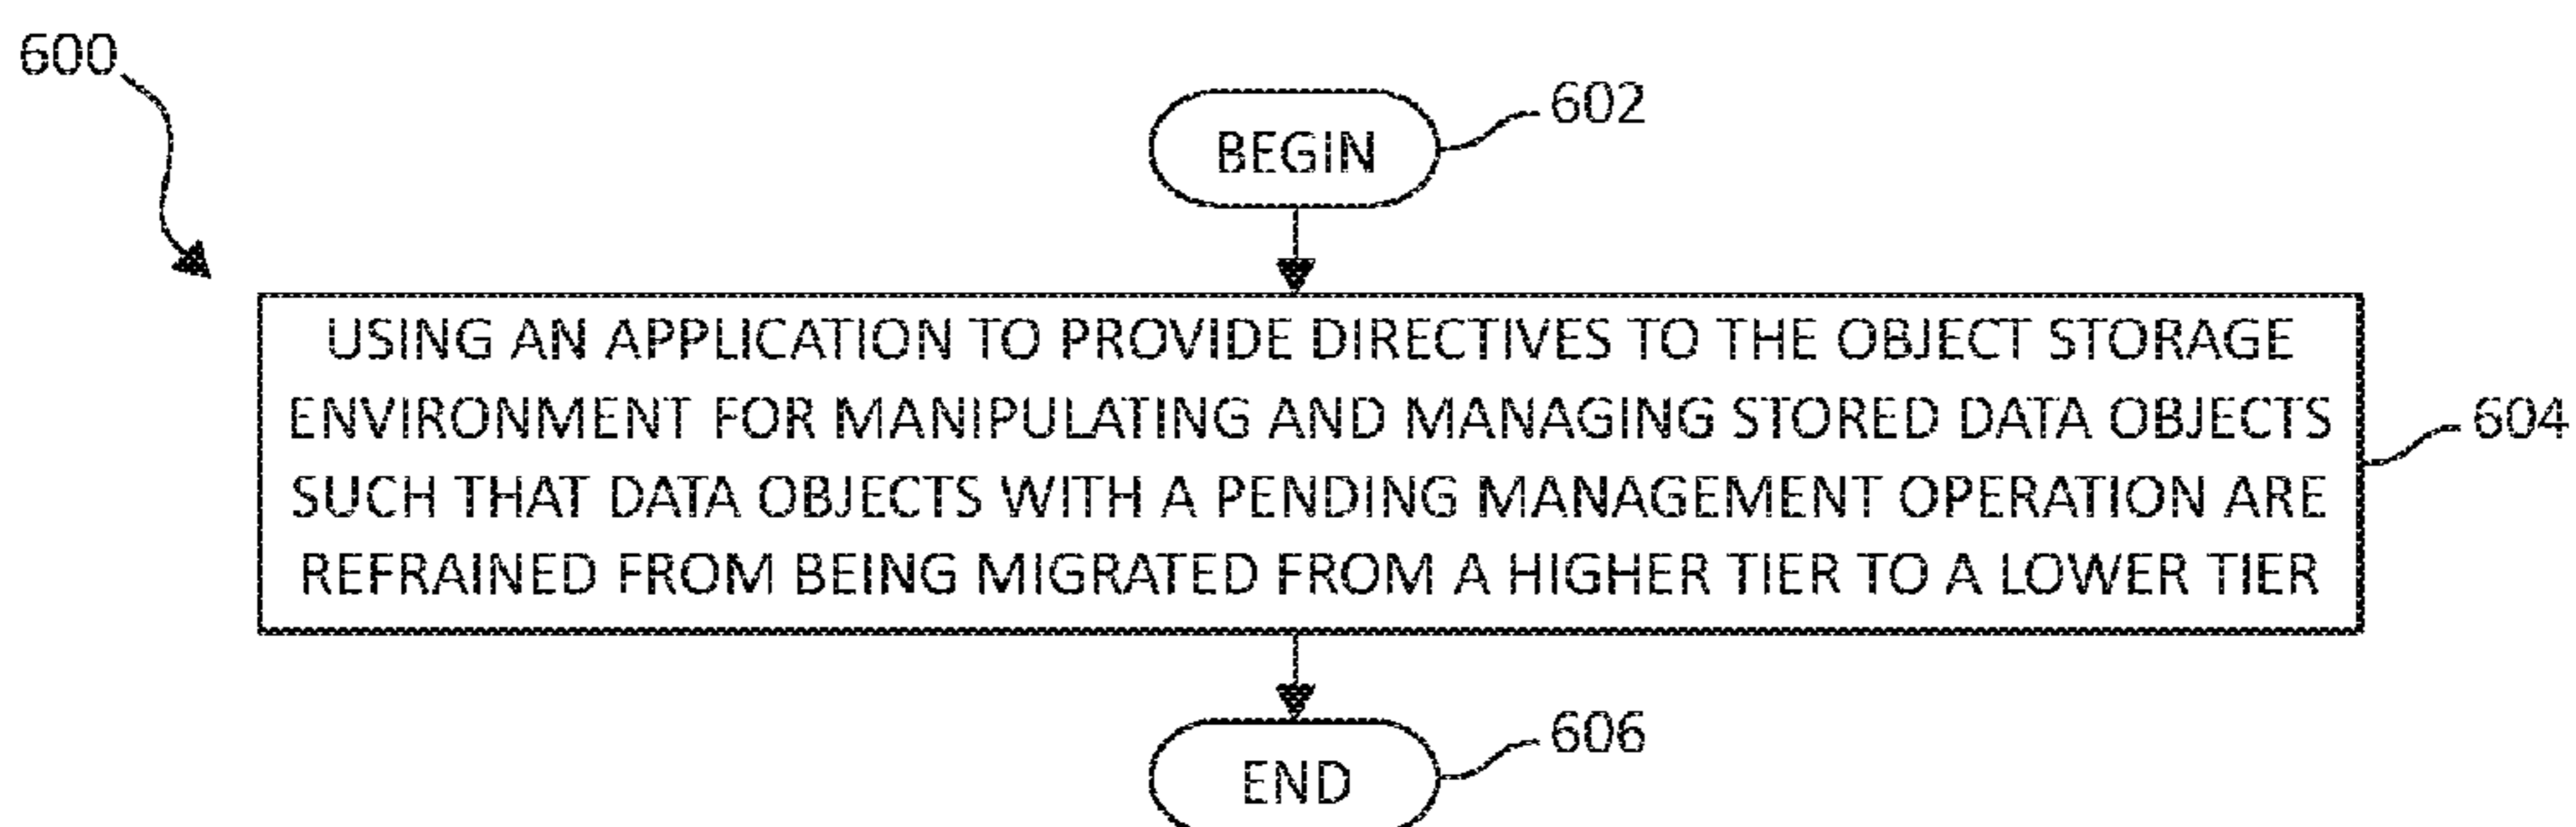 600
BEGIN
602
USING AN APPLICATION TO PROVIDE DIRECTIVES TO THE OBJECT STORAGE
ENVIRONMENT FOR MANIPULATING AND MANAGING STORED DATA OBJECTS
SUCH THAT DATA OBJECTS WITH A PENDING MANAGEMENT OPERATION ARE
REFRAINED FROM BEING MIGRATED FROM A HIGHER TIER TO A LOWER TIER
604
END
606